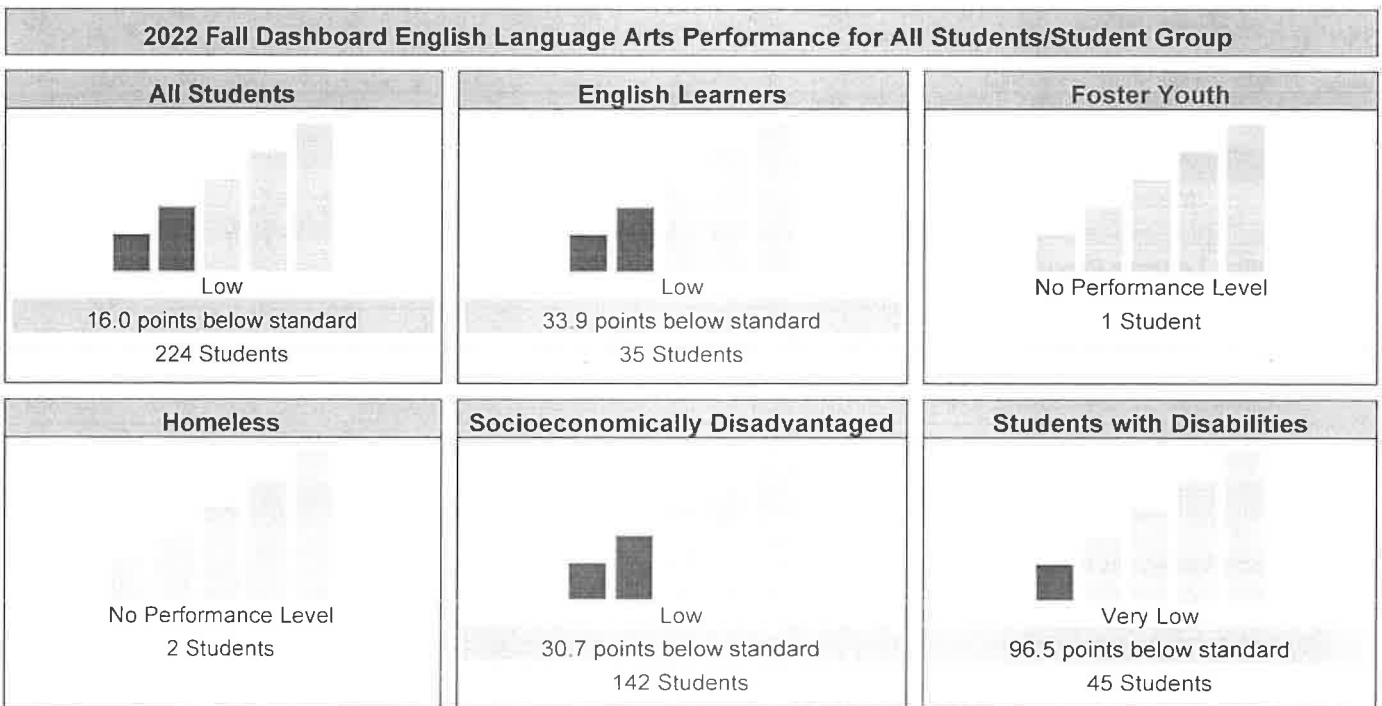 2022 Fall Dashboard English Language Arts Performance for All Students/Student Group
All Students
Low
16.0 points below standard
224 Students
English Learners
Low
33.9 points below standard
35 Students
Foster Youth
No Performance Level
1 Student
Homeless
No Performance Level
2 Students
Socioeconomically Disadvantaged
Low
30.7 points below standard
142 Students
Students with Disabilities
Very Low
96.5 points below standard
45 Students